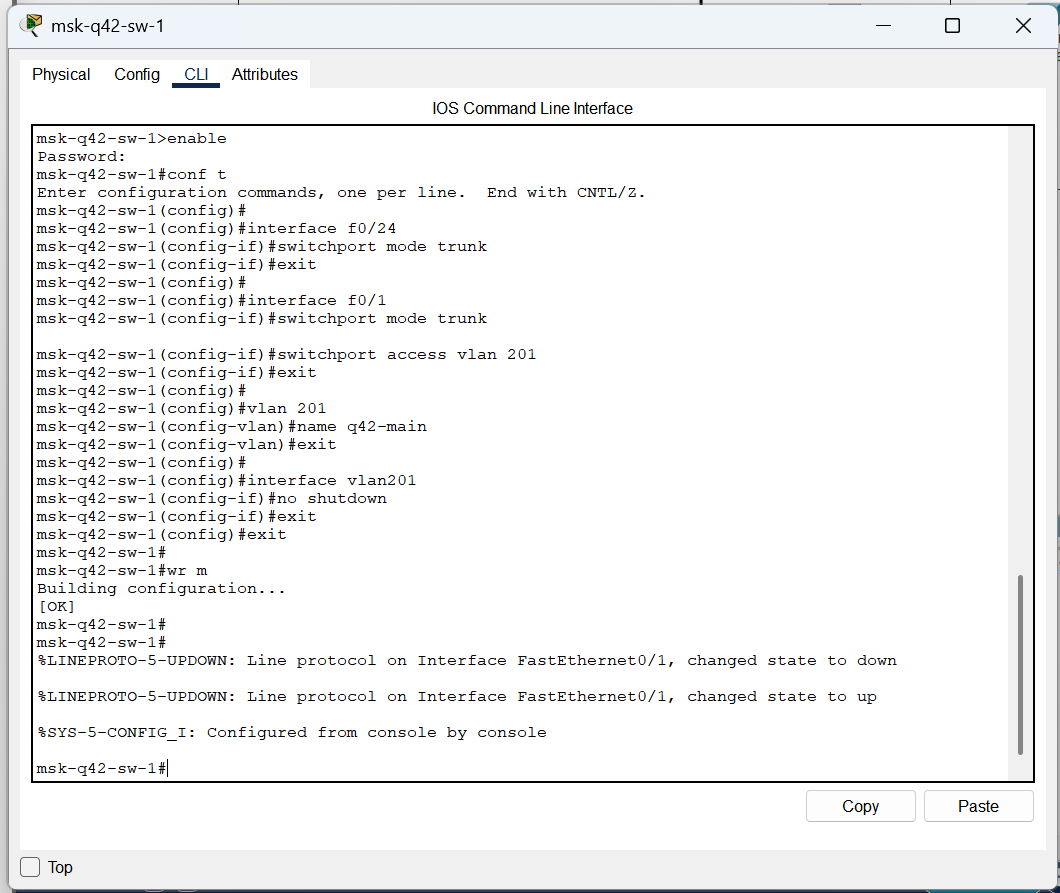 msk-q42-sw-1
Physical Config CLI Attributes
IOS Command Line Interface
msk-q42-sw-1>enable
Password:
msk-q42-sw-1#conf t
Enter configuration commands, one per line.  End with CNTL/Z.
msk-q42-sw-1(config)#
msk-q42-sw-1(config)#interface f0/24
msk-q42-sw-1(config-if)#switchport mode trunk
msk-q42-sw-1(config-if)#exit
msk-q42-sw-1(config)#
msk-q42-sw-1(config)#interface f0/1
msk-q42-sw-1(config-if)#switchport mode trunk
msk-q42-sw-1(config-if)#switchport access vlan 201
msk-q42-sw-1(config-if)#exit
msk-q42-sw-1(config)#
msk-q42-sw-1(config)#vlan 201
msk-q42-sw-1(config-vlan)#name q42-main
msk-q42-sw-1(config-vlan)#exit
msk-q42-sw-1(config)#
msk-q42-sw-1(config)#interface vlan201
msk-q42-sw-1(config-if)#no shutdown
msk-q42-sw-1(config-if)#exit
msk-q42-sw-1(config)#exit
msk-q42-sw-1#
msk-q42-sw-1#wr m
Building configuration...
[OK]
msk-q42-sw-1#
msk-q42-sw-1#
%LINEPROTO-5-UPDOWN: Line protocol on Interface FastEthernet0/1, changed state to down
%LINEPROTO-5-UPDOWN: Line protocol on Interface FastEthernet0/1, changed state to up
%SYS-5-CONFIG_I: Configured from console by console
msk-q42-sw-1#
Copy Paste
Top